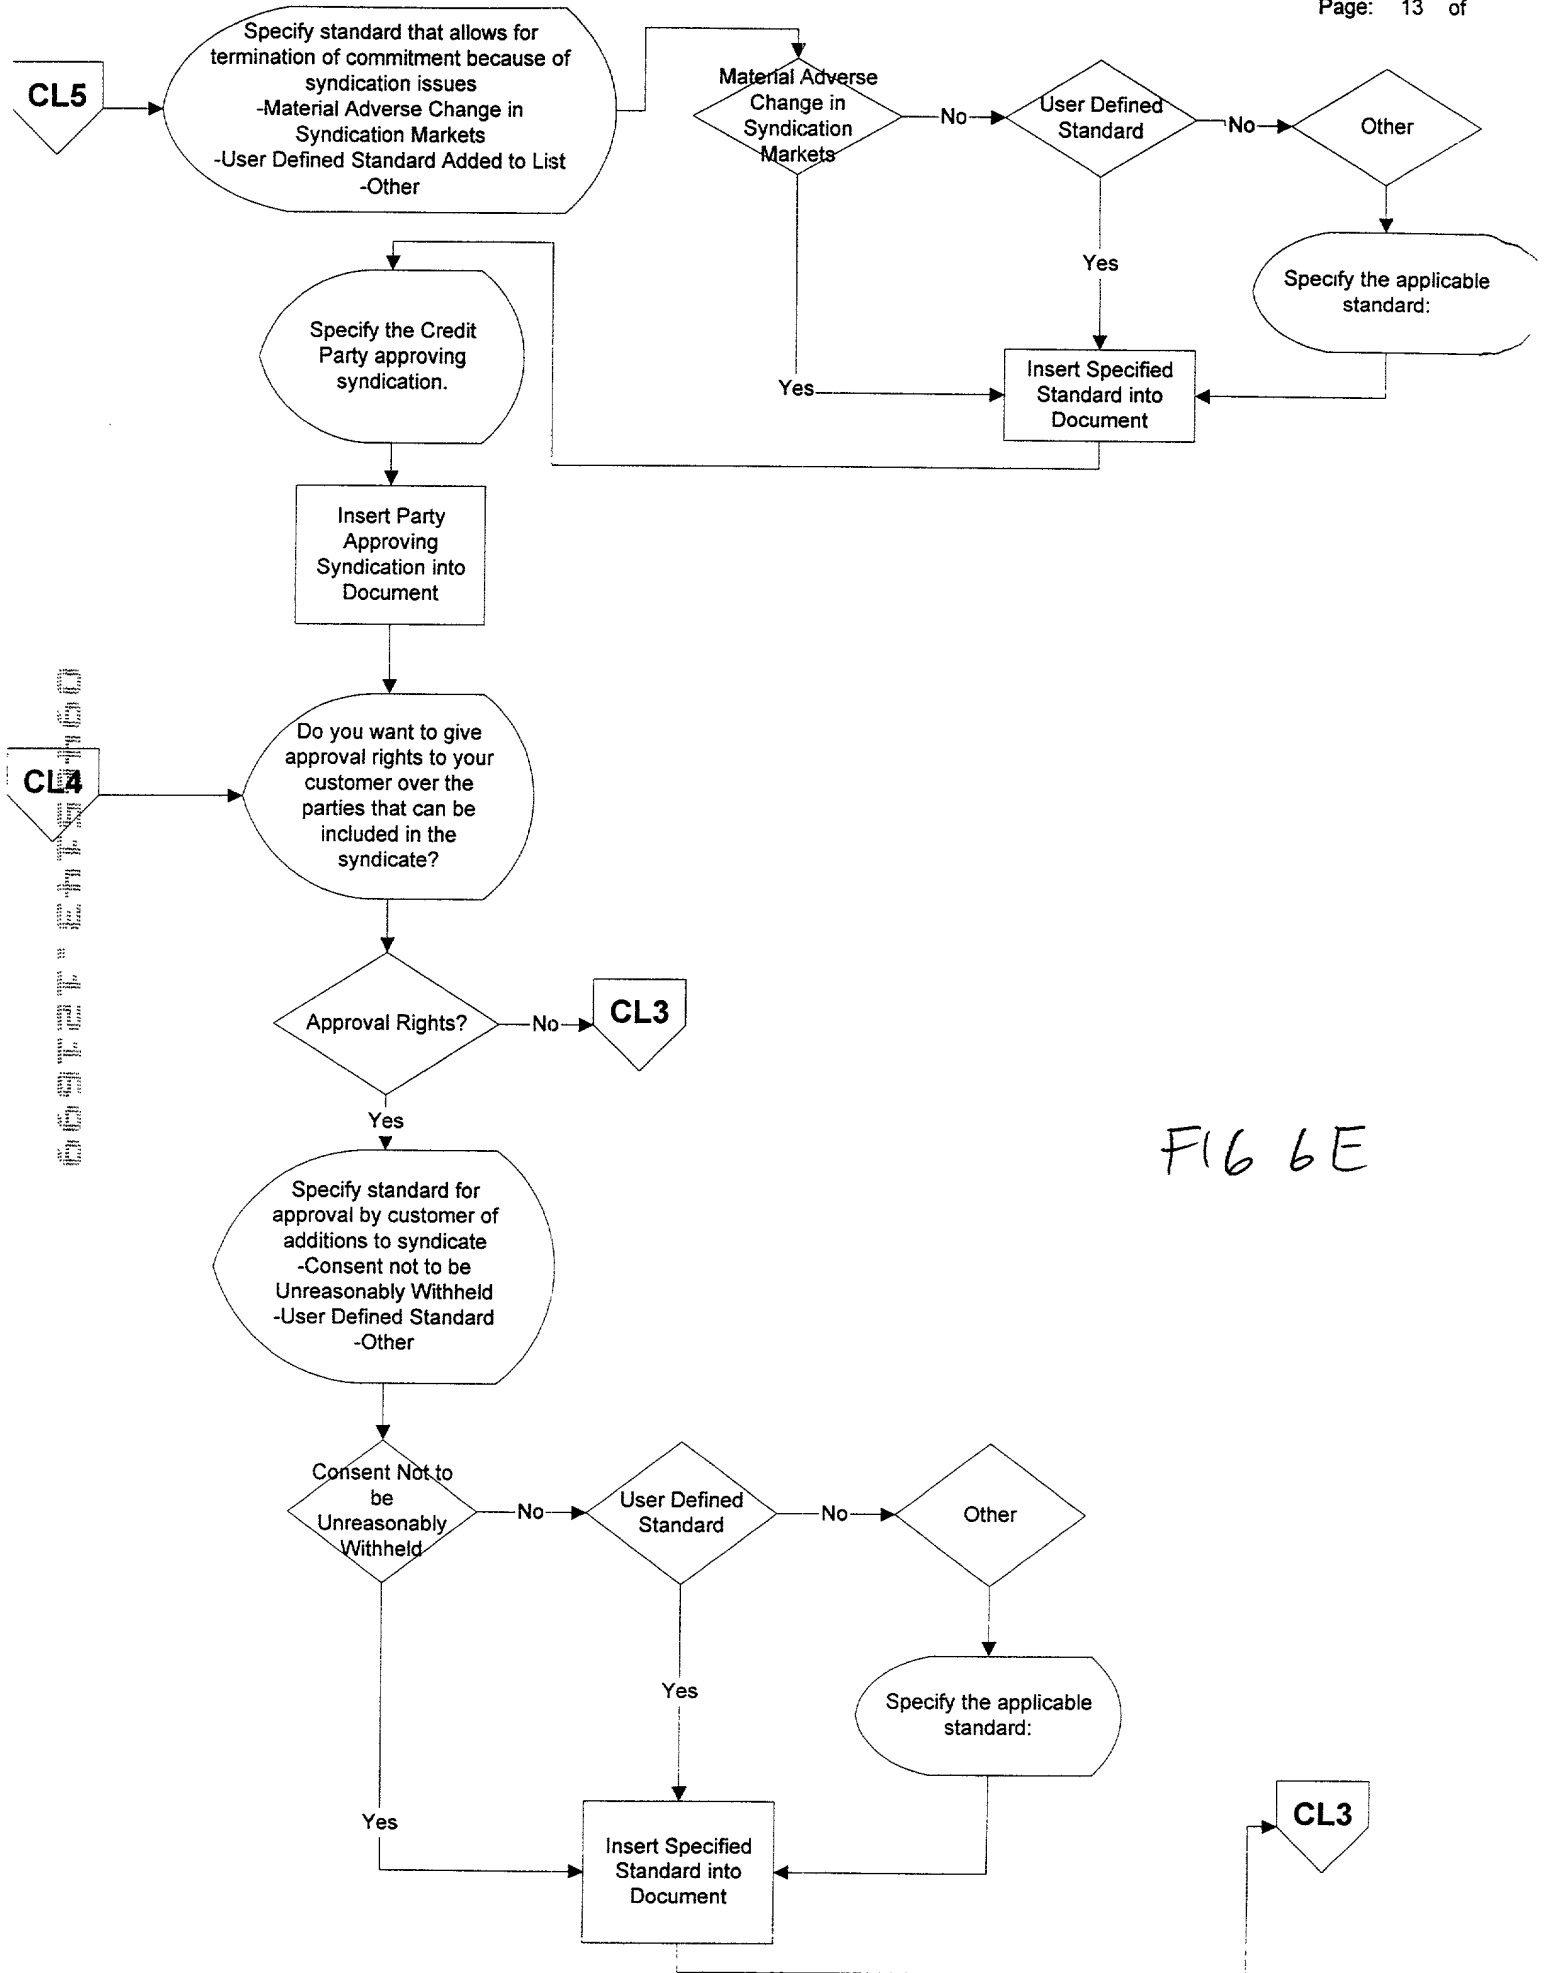 Page: 13 of
CL5
Specify standard that allows for
termination of commitment because of
syndication issues
-Material Adverse Change in
Syndication Markets
-User Defined Standard Added to List
-Other
Material Adverse
Change in
Syndication
Markets
No
User Defined
Standard
No
Other
Yes
Yes
Specify the applicable
standard:
Insert Specified
Standard into
Document
Specify the Credit
Party approving
syndication.
Insert Party
Approving
Syndication into
Document
CL4
Do you want to give
approval rights to your
customer over the
parties that can be
included in the
syndicate?
Approval Rights?
No
CL3
Yes
FIG 6E
Specify standard for
approval by customer of
additions to syndicate
-Consent not to be
Unreasonably Withheld
-User Defined Standard
-Other
Consent Not to
be
Unreasonably
Withheld
No
User Defined
Standard
No
Other
Yes
Yes
Specify the applicable
standard:
Insert Specified
Standard into
Document
CL3